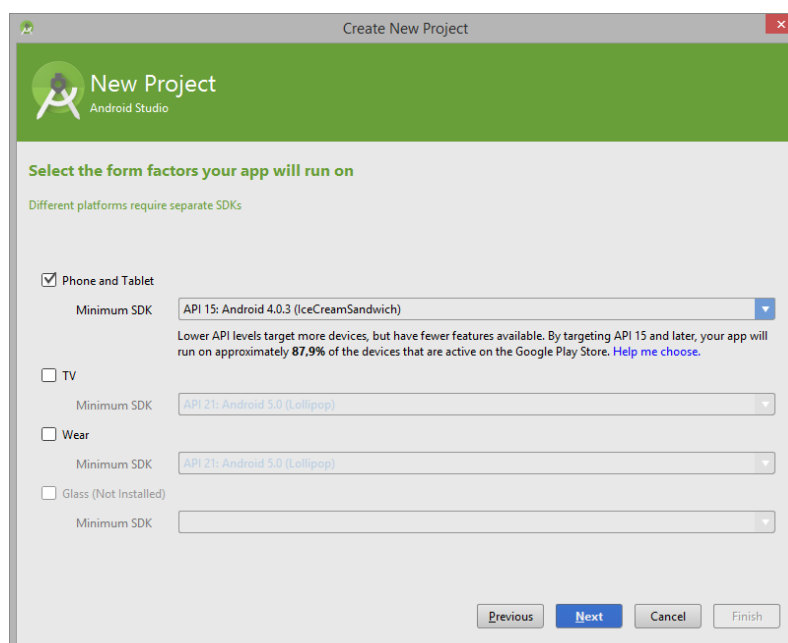 Create New Project
New Project
Android Studio
Select the form factors your app will run on
Different platforms require separate SDKs
Phone and Tablet
Minimum SDK API 15: Android 4.0.3 (IceCreamSandwich)
Lower API levels target more devices, but have fewer features available. By targeting API 15 and later, your app will
run on approximately 87,9% of the devices that are active on the Google Play Store. Help me choose.
TV
Minimum SDK API 21: Android 5.0 (Lollipop)
Wear
Minimum SDK API 21: Android 5.0 (Lollipop)
Glass (Not Installed)
Minimum SDK
Previous Next Cancel Finish